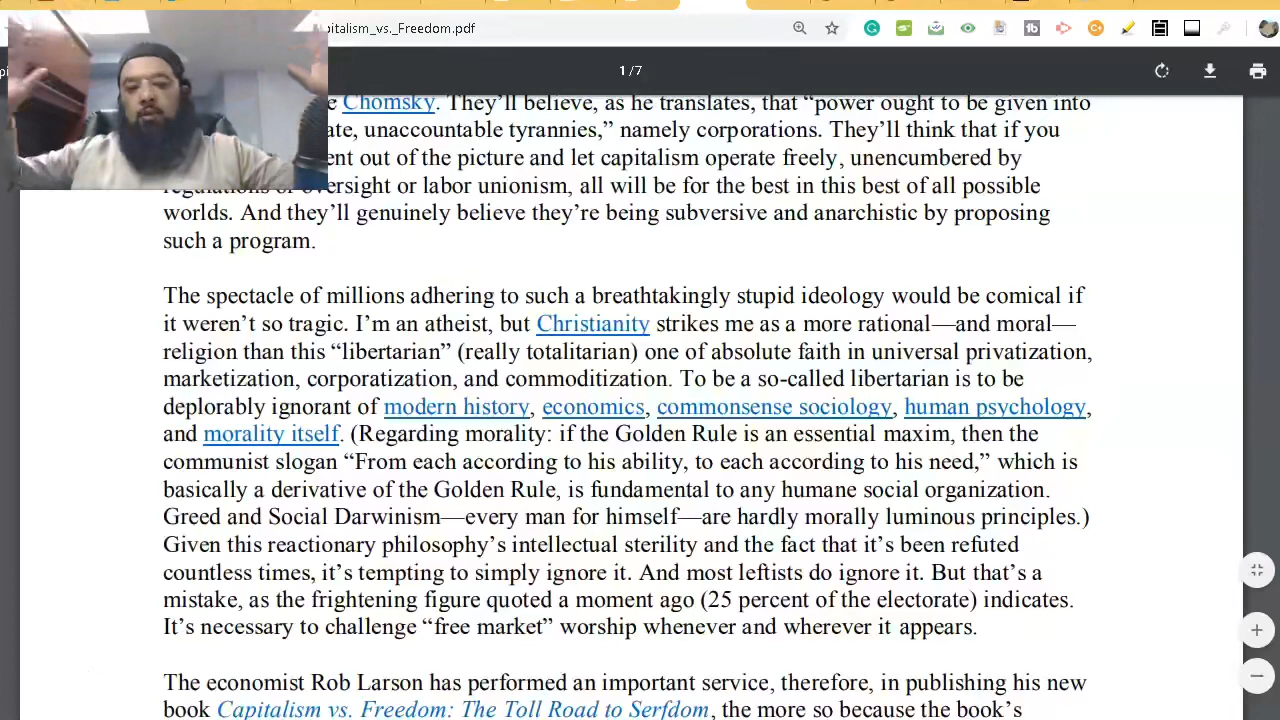 pitalism_vs._Freedom.pdf
1/7
e Chomsky. They’ll believe, as he translates, that “power ought to be given into
ate, unaccountable tyrannies,” namely corporations. They’ll think that if you
ent out of the picture and let capitalism operate freely, unencumbered by
regulations or oversight or labor unionism, all will be for the best in this best of all possible
worlds. And they’ll genuinely believe they’re being subversive and anarchistic by proposing
such a program.
The spectacle of millions adhering to such a breathtakingly stupid ideology would be comical if
it weren’t so tragic. I’m an atheist, but Christianity strikes me as a more rational—and moral—
religion than this “libertarian” (really totalitarian) one of absolute faith in universal privatization,
marketization, corporatization, and commoditization. To be a so-called libertarian is to be
deplorably ignorant of modern history, economics, commonsense sociology, human psychology,
and morality itself. (Regarding morality: if the Golden Rule is an essential maxim, then the
communist slogan “From each according to his ability, to each according to his need,” which is
basically a derivative of the Golden Rule, is fundamental to any humane social organization.
Greed and Social Darwinism—every man for himself—are hardly morally luminous principles.)
Given this reactionary philosophy’s intellectual sterility and the fact that it’s been refuted
countless times, it’s tempting to simply ignore it. And most leftists do ignore it. But that’s a
mistake, as the frightening figure quoted a moment ago (25 percent of the electorate) indicates.
It’s necessary to challenge “free market” worship whenever and wherever it appears.
The economist Rob Larson has performed an important service, therefore, in publishing his new
book Capitalism vs. Freedom: The Toll Road to Serfdom, the more so because the book’s